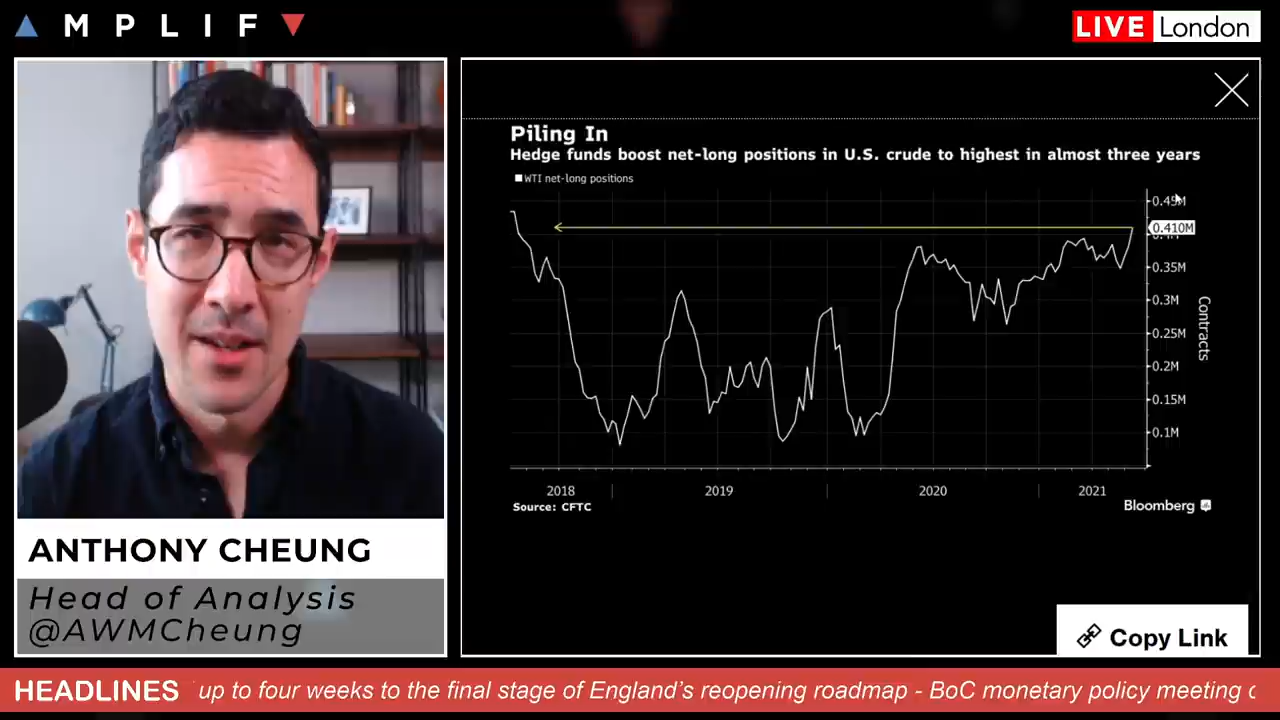 AMPLIFY
LIVE London
Piling In
Hedge funds boost net-long positions in U.S. crude to highest in almost three years
WTI net-long positions
0.45M
0.410M
0.35M
0.3M
0.25M
0.2M
0.15M
0.1M
Contracts
2018 2019 2020 2021
Source: CFTC
Bloomberg
ANTHONY CHEUNG
Head of Analysis
@AWMCheung
Copy Link
HEADLINES up to four weeks to the final stage of England's reopening roadmap - BoC monetary policy meeting